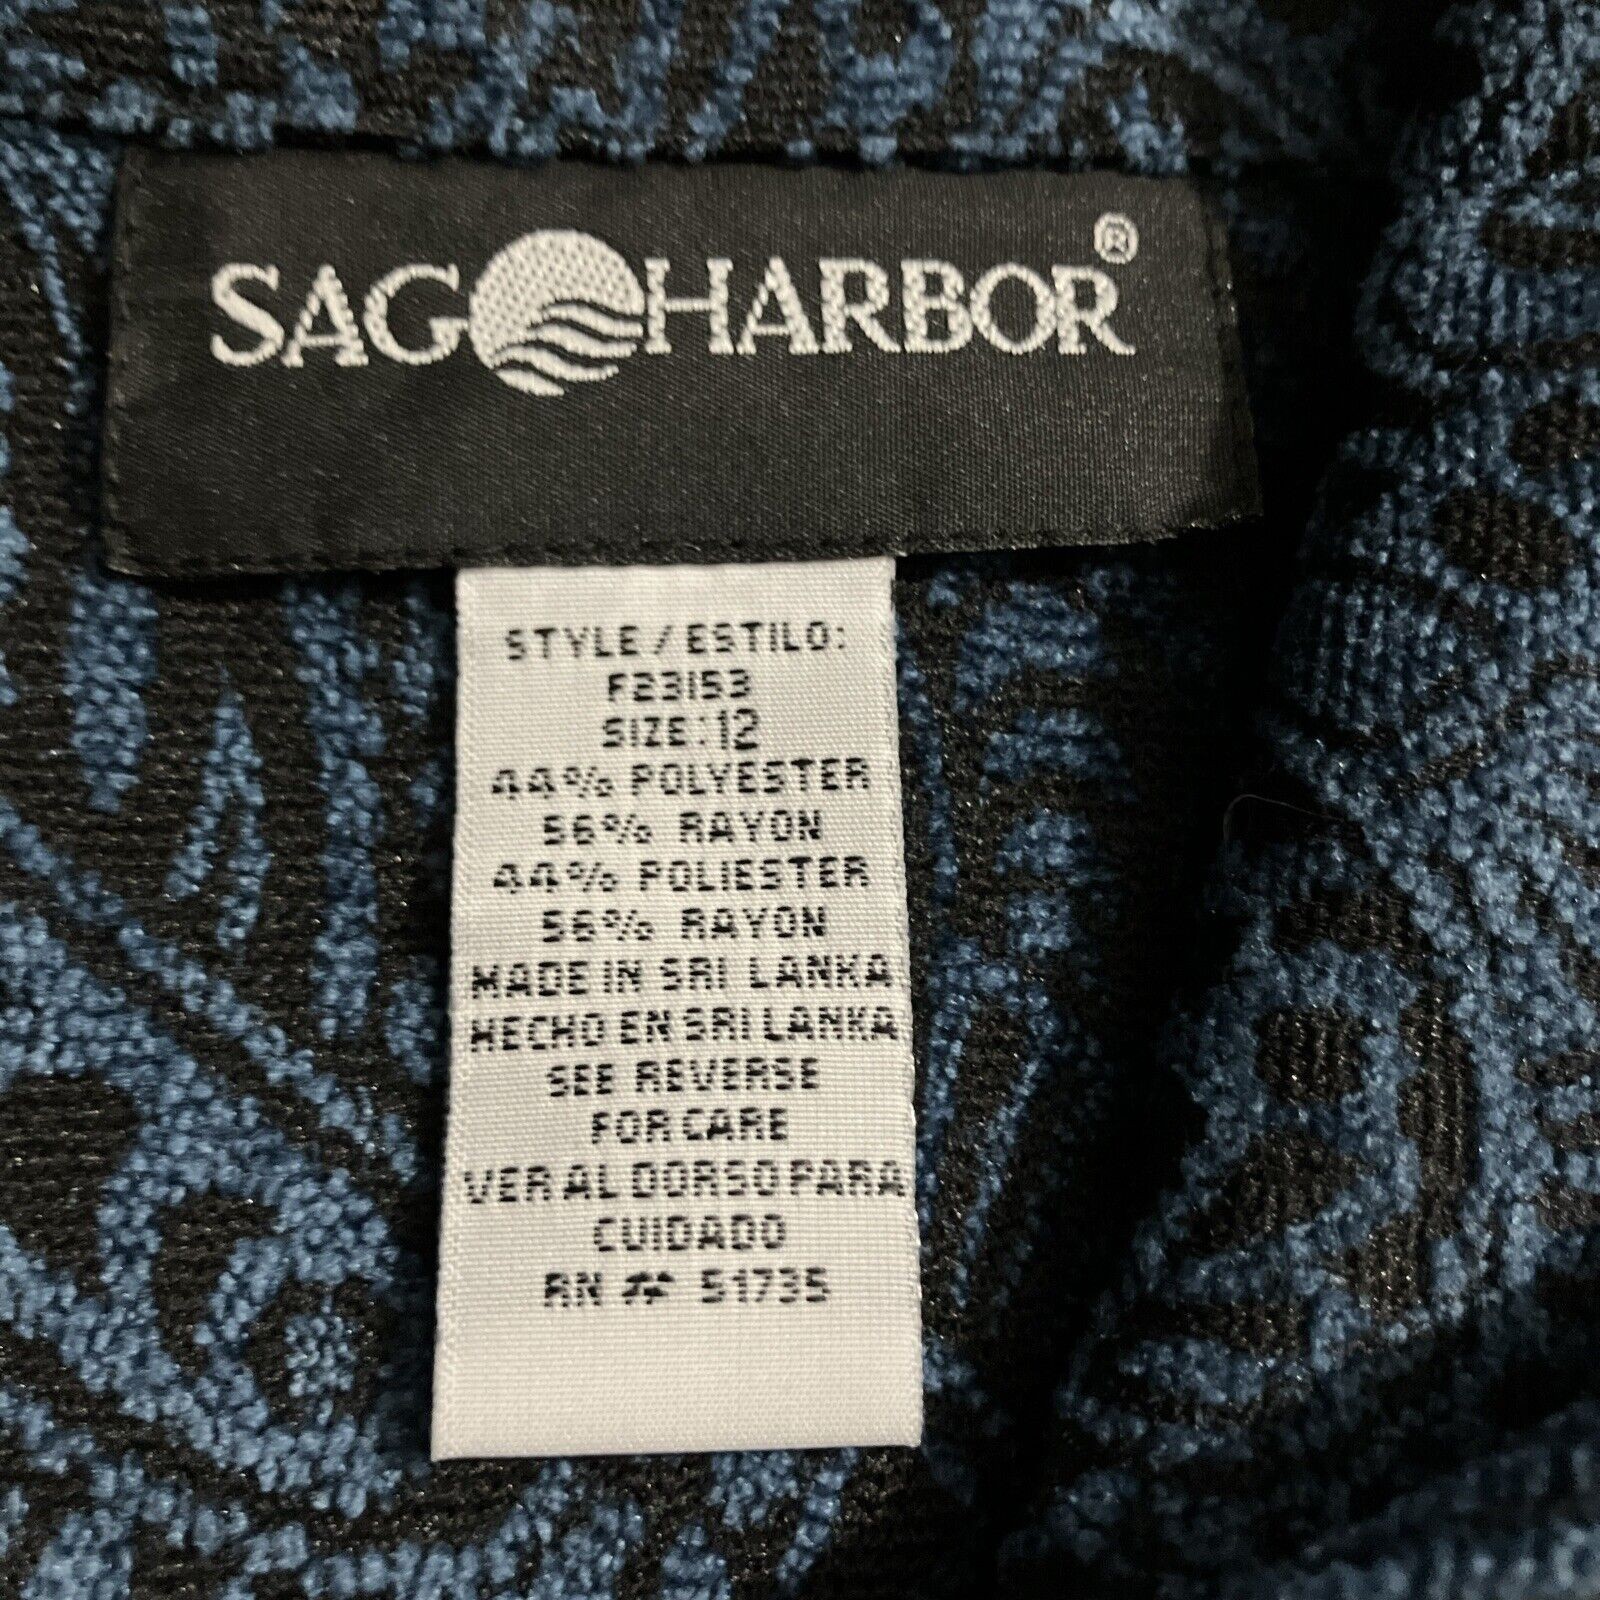 SAG HARBOR®
STYLE/ESTILO:
F23153
SIZE:12
44% POLYESTER
56% RAYON
44% POLIESTER
56% RAYON
MADE IN SRI LANKA
HECHO EN SRI LANKA
SEE REVERSE
FOR CARE
VER AL DORSO PARA
CUIDADO
RN # 51735